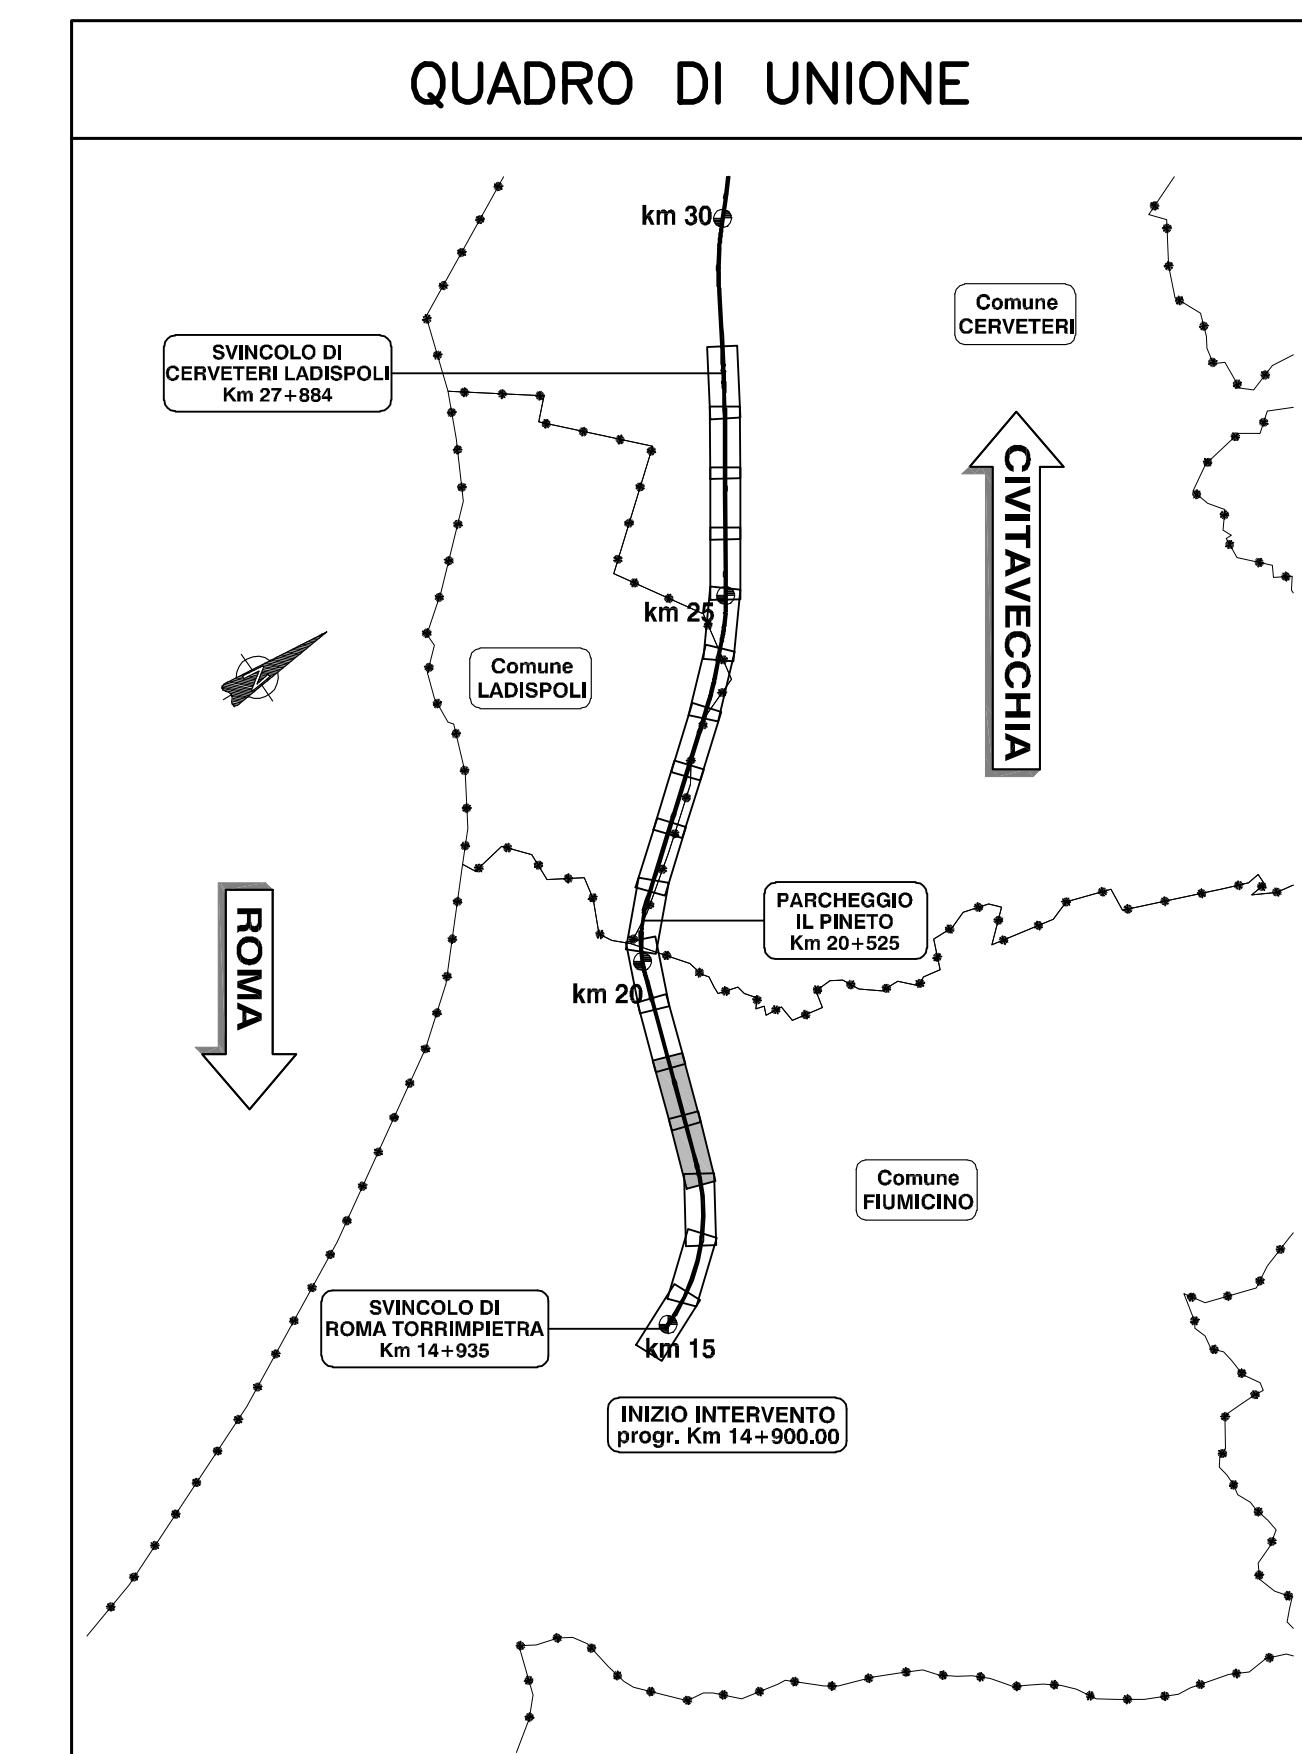 QUADRO DI UNIONE
km 30
Comune
CERVETERI
SVINCOLO DI
CERVETERI LADISPOLI
Km 27+884
CIVITAVECCHIA
km 25
Comune
LADISPOLI
PARCHEGGIO
IL PINETO
Km 20+525
ROMA
km 20
Comune
FIUMICINO
SVINCOLO DI
ROMA TORRIMPIETRA
Km 14+935
km 15
INIZIO INTERVENTO
progr. Km 14+900.00